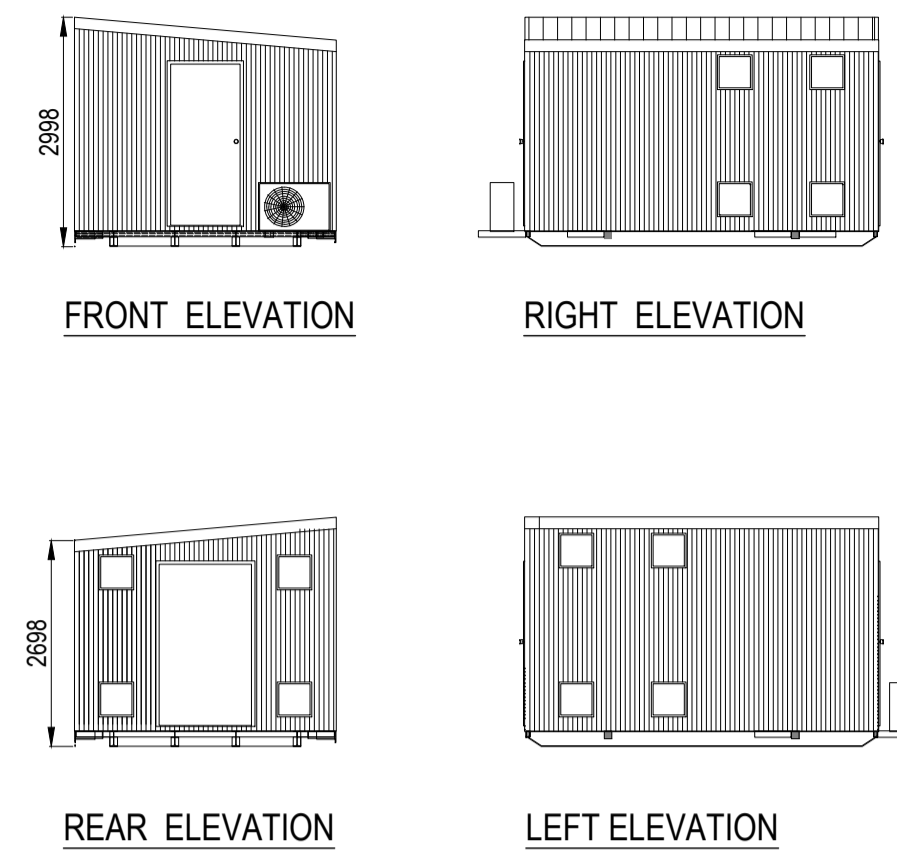 2998
FRONT ELEVATION
RIGHT ELEVATION
2698
REAR ELEVATION
LEFT ELEVATION